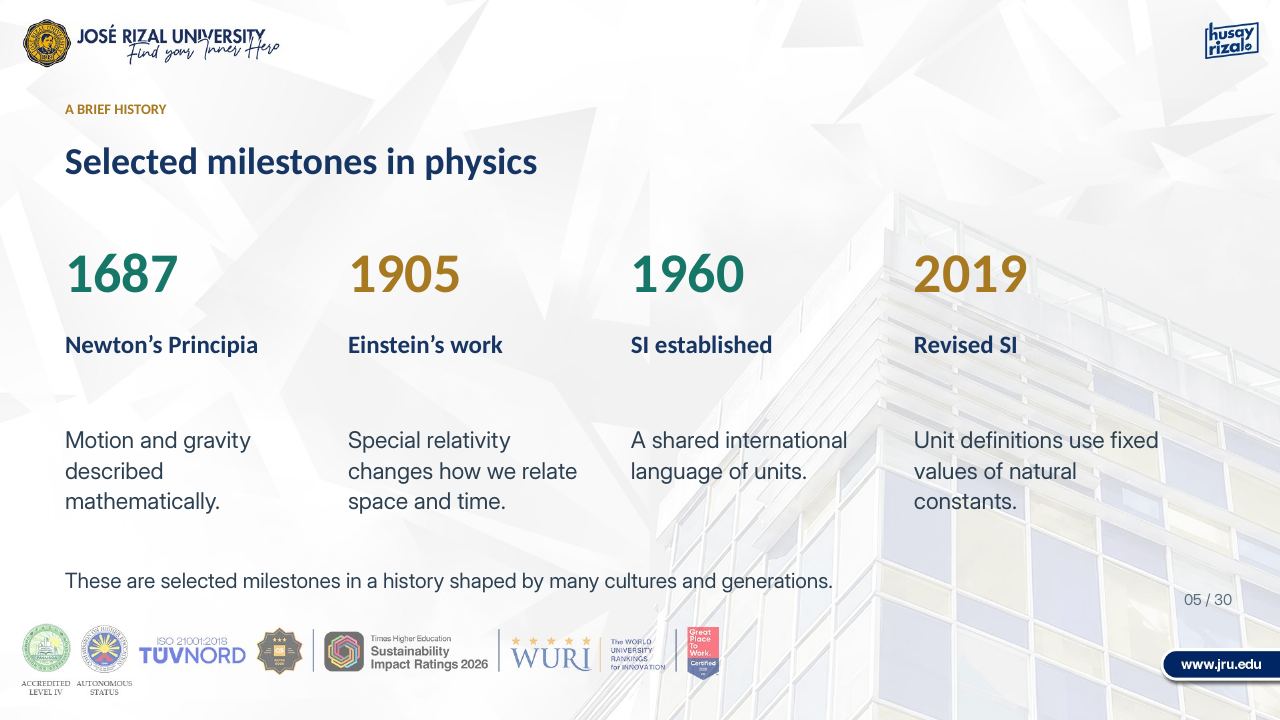 JOSÉ RIZAL UNIVERSITY
Find your Inner Hero
husay
rizal
A BRIEF HISTORY
Selected milestones in physics
1687
Newton’s Principia
Motion and gravity
described
mathematically.
1905
Einstein’s work
Special relativity
changes how we relate
space and time.
1960
SI established
A shared international
language of units.
2019
Revised SI
Unit definitions use fixed
values of natural
constants.
These are selected milestones in a history shaped by many cultures and generations.
05 / 30
ACCREDITED
LEVEL IV
AUTONOMOUS
STATUS
ISO 21001:2018
TÜVNORD
Times Higher Education
Sustainability
Impact Ratings 2026
WURI
The WORLD
UNIVERSITY
RANKINGS
for INNOVATION
Great
Place
To
Work.
Certified
www.jru.edu